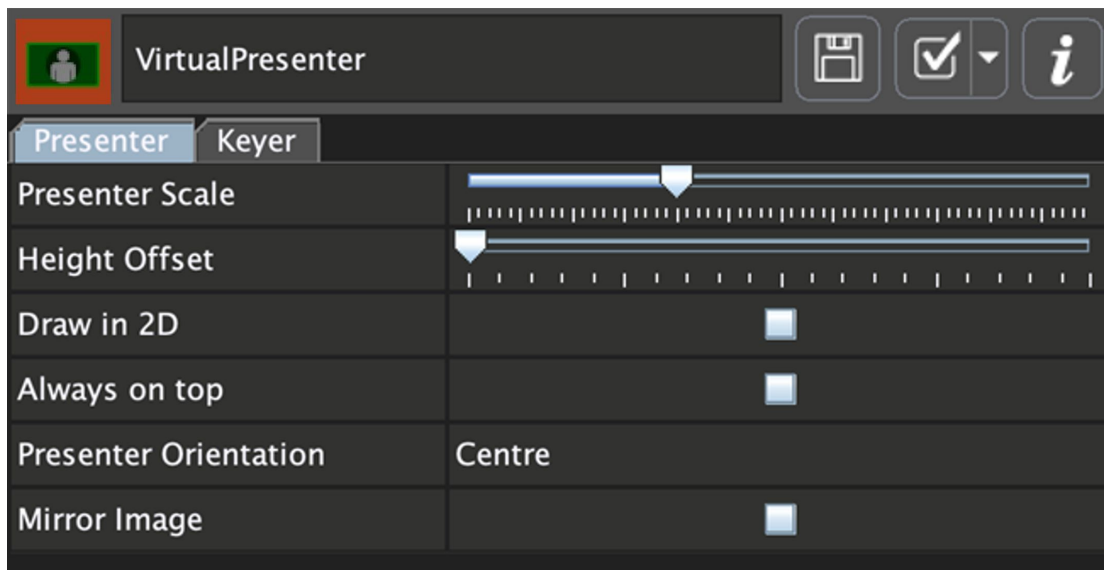 VirtualPresenter
Presenter Keyer
Presenter Scale
Height Offset
Draw in 2D
Always on top
Presenter Orientation Centre
Mirror Image